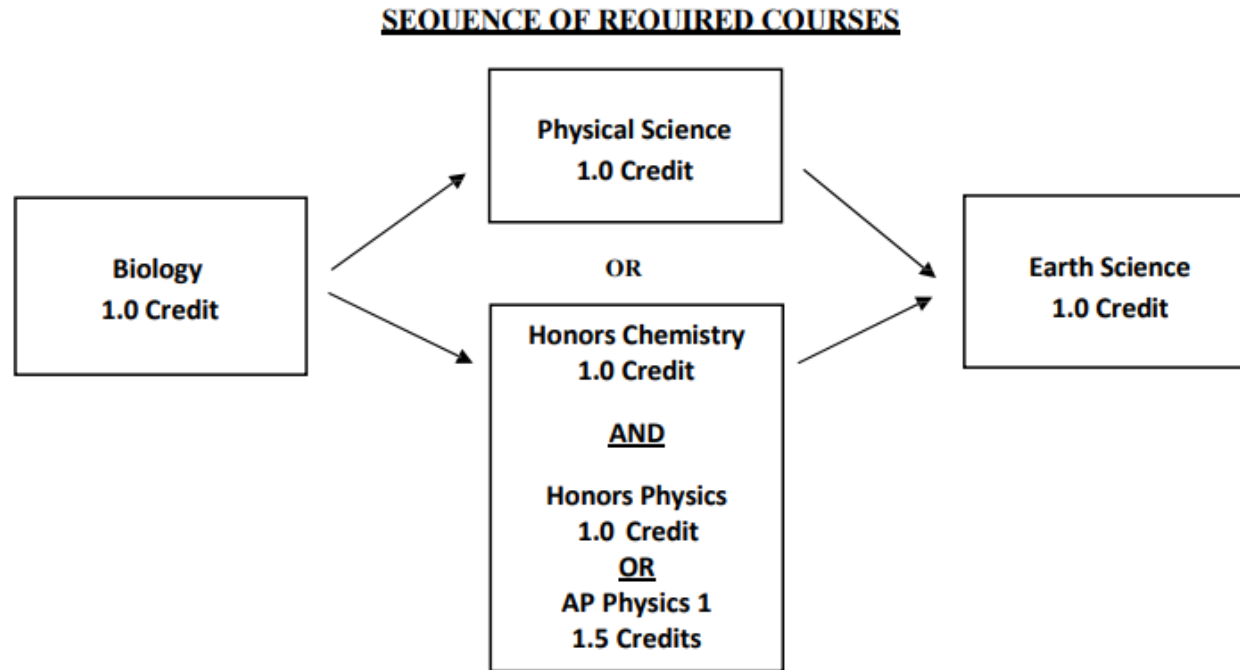 SEQUENCE OF REQUIRED COURSES
Physical Science
1.0 Credit
Biology
1.0 Credit
OR
Earth Science
1.0 Credit
Honors Chemistry
1.0 Credit
AND
Honors Physics
1.0 Credit
OR
AP Physics 1
1.5 Credits